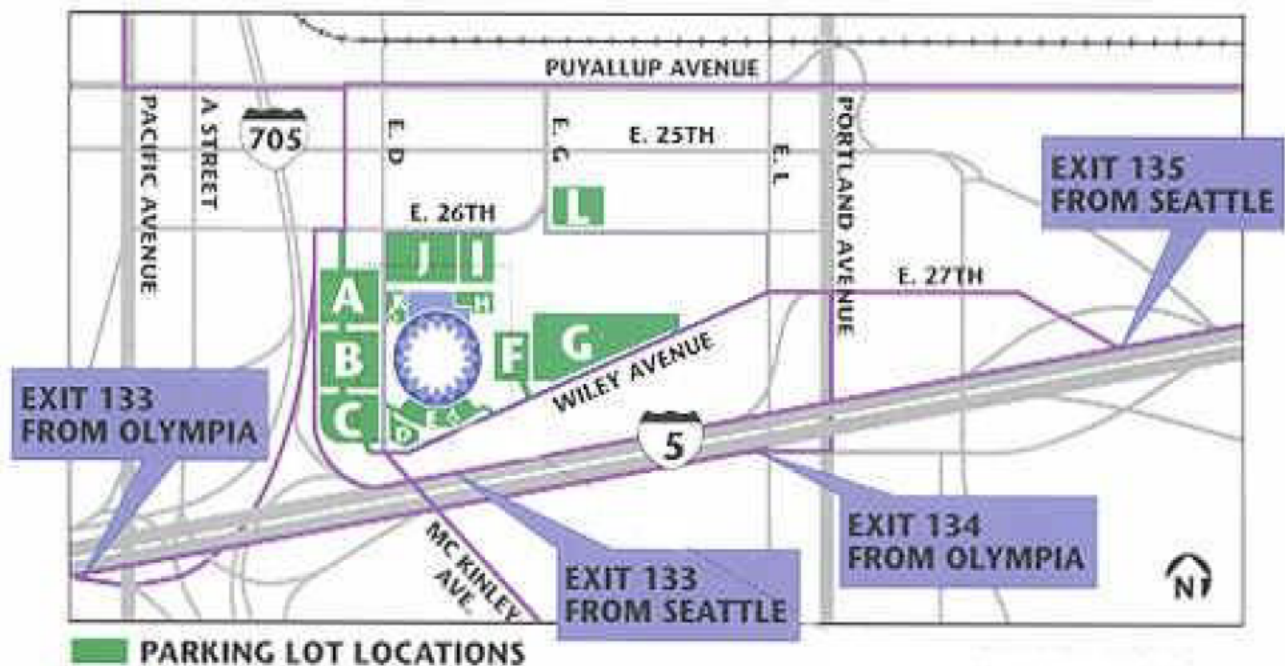 PUYALLUP AVENUE
PACIFIC AVENUE
A STREET
705
E. D
E. G
E. 25TH
E. L
PORTLAND AVENUE
EXIT 135
FROM SEATTLE
L
E. 26TH
J
I
E. 27TH
A
K
H
B
F
G
WILEY AVENUE
EXIT 133
FROM OLYMPIA
C
D
E
5
EXIT 134
FROM OLYMPIA
MC KINLEY
AVE.
EXIT 133
FROM SEATTLE
N
PARKING LOT LOCATIONS